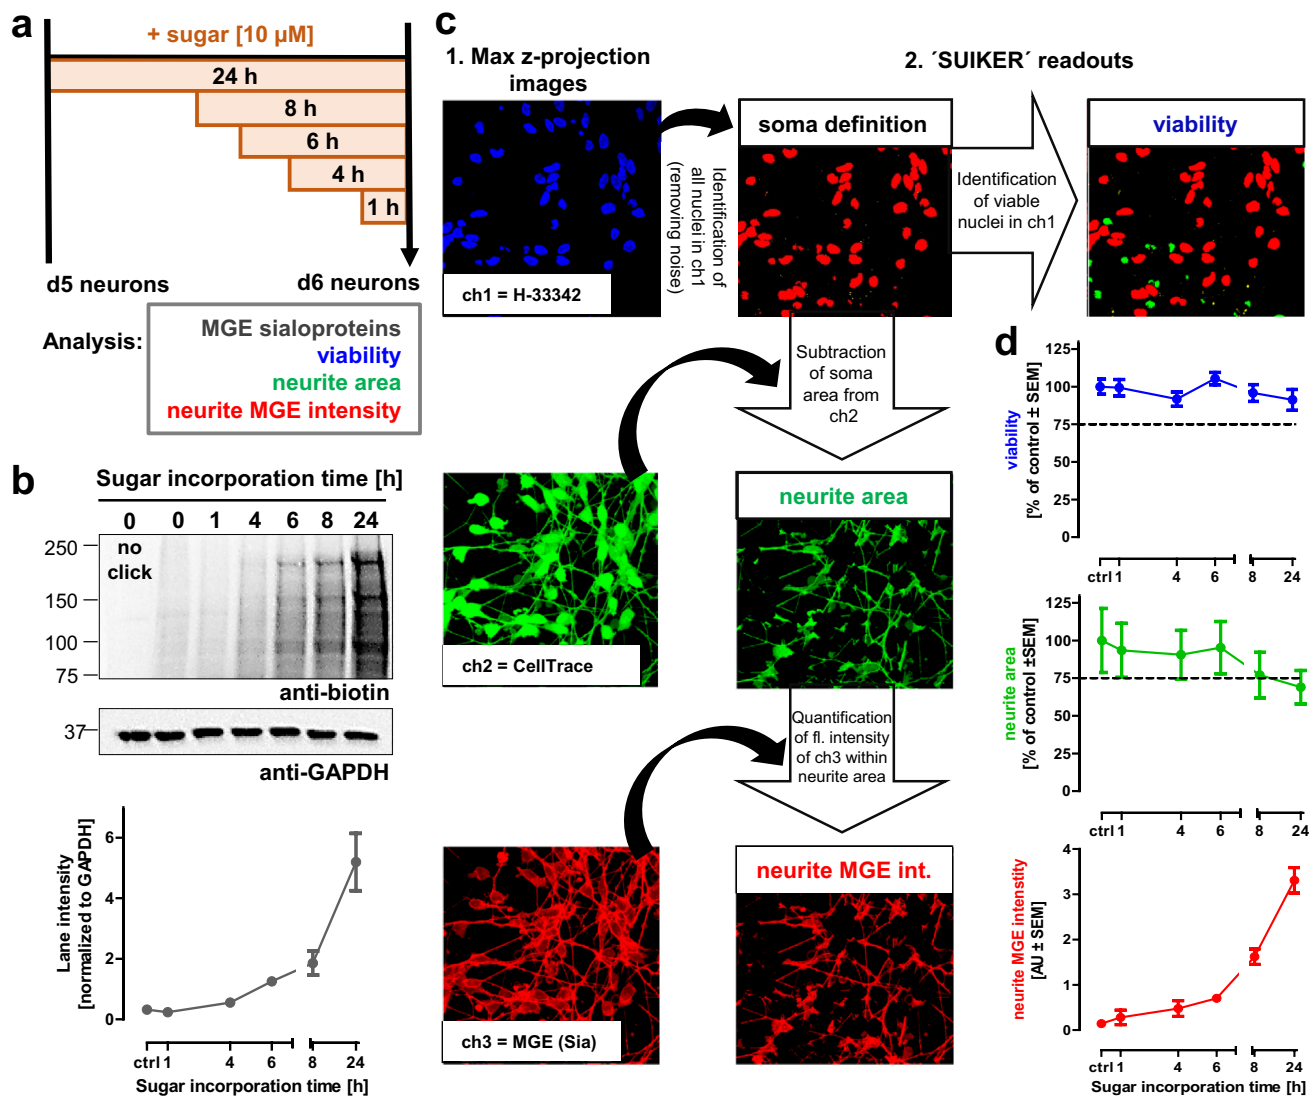 a
+ sugar [10 µM]
24 h
8 h
6 h
4 h
1 h
d5 neurons
d6 neurons
Analysis:
MGE sialoproteins
viability
neurite area
neurite MGE intensity
b
Sugar incorporation time [h]
0 0 1 4 6 8 24
no
click
250
150
100
75
anti-biotin
37
anti-GAPDH
Lane intensity
[normalized to GAPDH]
6
4
2
0
ctrl 1 4 6 8 24
Sugar incorporation time [h]
c
1. Max z-projection
images
2. ´SUIKER´ readouts
ch1 = H-33342
Identification of
all nuclei in ch1
(removing noise)
soma definition
Identification
of viable
nuclei in ch1
viability
Subtraction
of soma
area from
ch2
ch2 = CellTrace
neurite area
Quantification
of fl. intensity
of ch3 within
neurite area
ch3 = MGE (Sia)
neurite MGE int.
d
viability
[% of control ± SEM]
125
100
75
50
25
0
ctrl 1 4 6 8 24
neurite area
[% of control ±SEM]
125
100
75
50
25
0
ctrl 1 4 6 8 24
neurite MGE intenstity
[AU ± SEM]
4
3
2
1
0
ctrl 1 4 6 8 24
Sugar incorporation time [h]